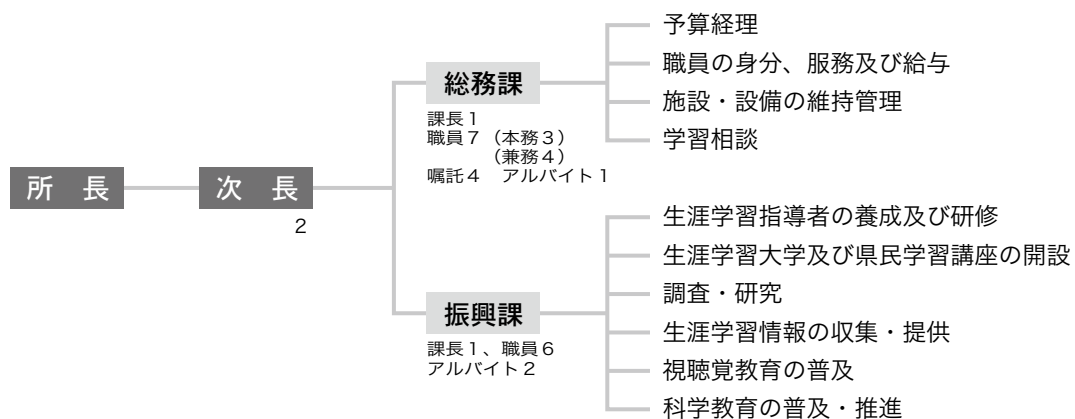 所　長
次　長
2
総務課
課長1
職員7（本務3）
（兼務4）
嘱託4　アルバイト1
予算経理
職員の身分、服務及び給与
施設・設備の維持管理
学習相談
振興課
課長1、職員6
アルバイト2
生涯学習指導者の養成及び研修
生涯学習大学及び県民学習講座の開設
調査・研究
生涯学習情報の収集・提供
視聴覚教育の普及
科学教育の普及・推進